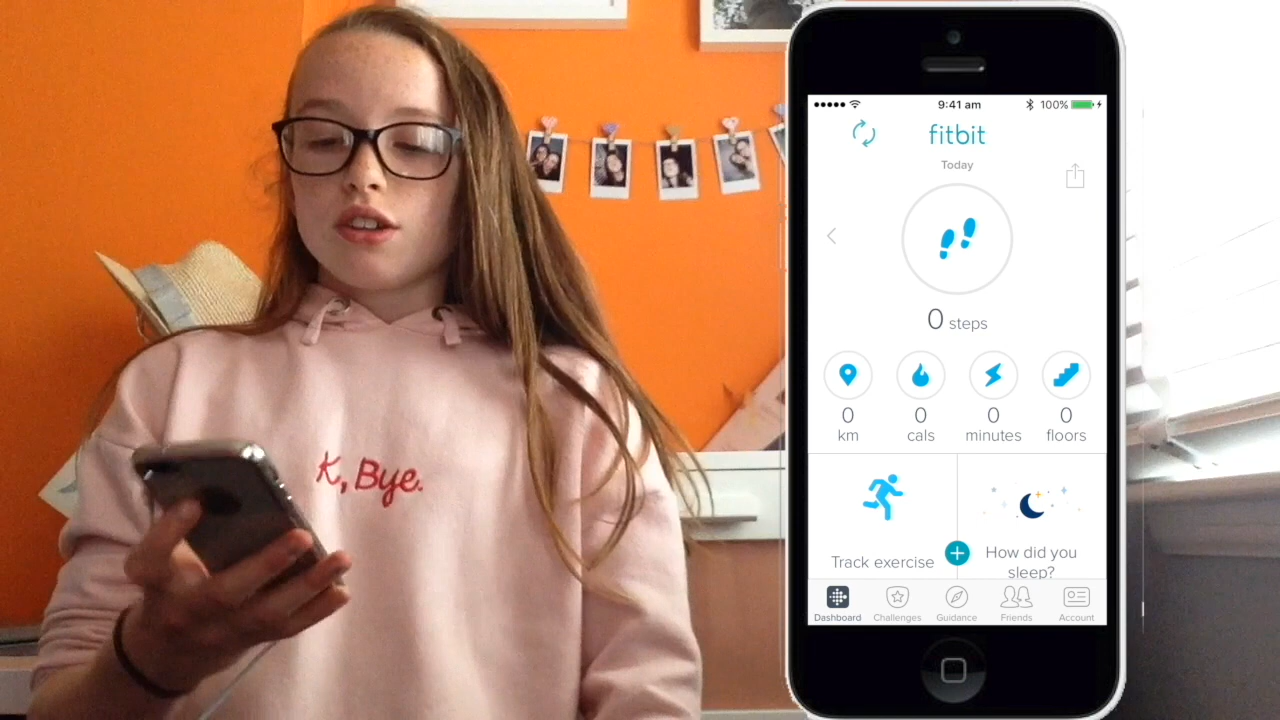 K, Bye.
9:41 am
100%
fitbit
Today
0 steps
0 km
0 cals
0 minutes
0 floors
Track exercise
How did you
sleep?
Dashboard
Challenges
Guidance
Friends
Account